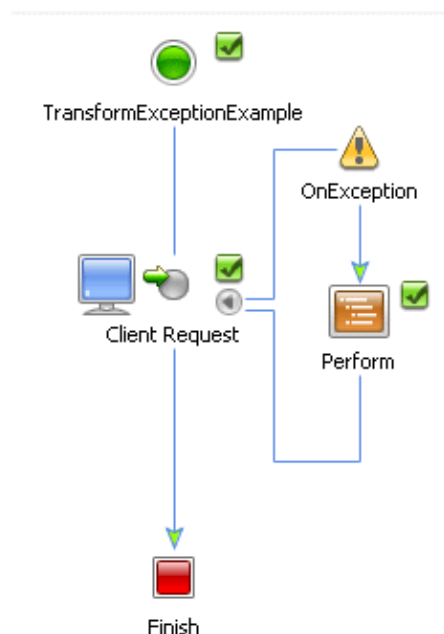 TransformExceptionExample
OnException
Client Request
Perform
Finish